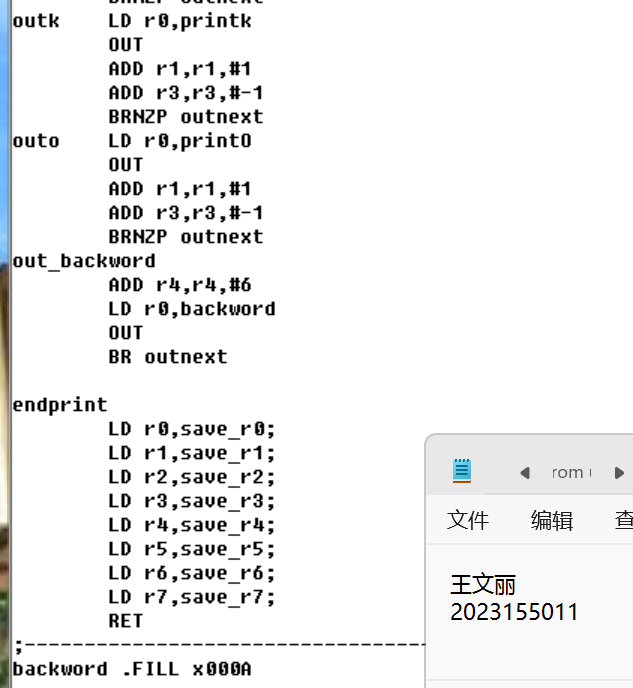 BRNZP outnext
outk LD r0,printk
OUT
ADD r1,r1,#1
ADD r3,r3,#-1
BRNZP outnext
outo LD r0,printO
OUT
ADD r1,r1,#1
ADD r3,r3,#-1
BRNZP outnext
out_backword
ADD r4,r4,#6
LD r0,backword
OUT
BR outnext
endprint
LD r0,save_r0;
LD r1,save_r1;
LD r2,save_r2;
LD r3,save_r3;
LD r4,save_r4;
LD r5,save_r5;
LD r6,save_r6;
LD r7,save_r7;
RET
;----------------------------------
backword .FILL x000A
rom
文件 编辑 查
王文丽
2023155011